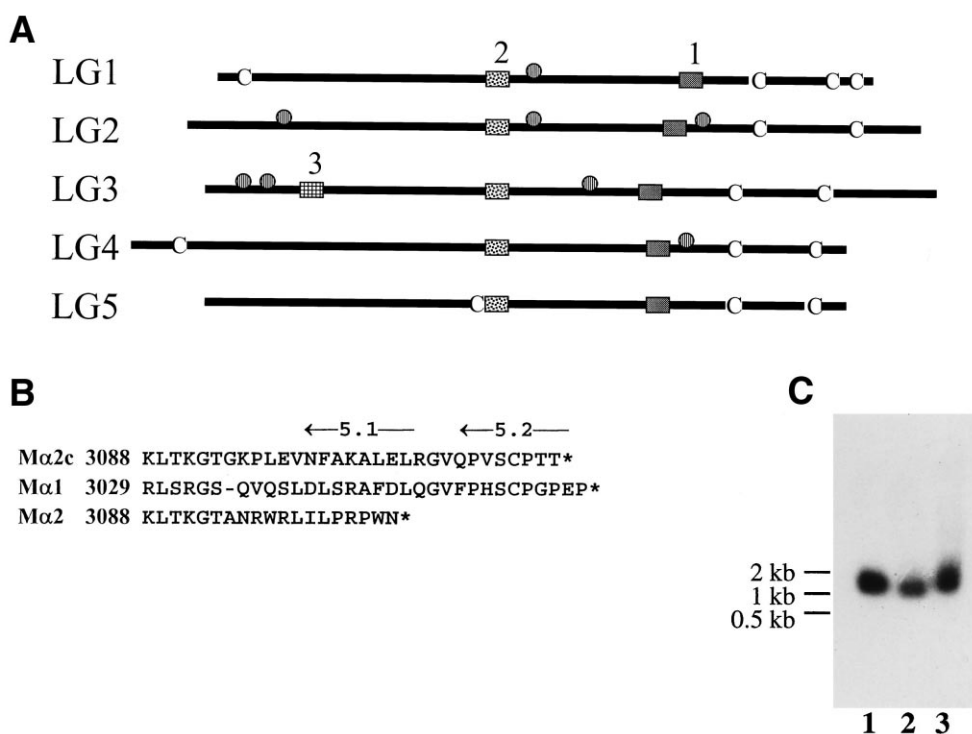 A
2 1
LG1 C C C C
LG2 C C
3
LG3 C C
LG4 C C C
LG5 C C C
B
←5.1 ←5.2
Mα2c 3088 KLTKGTGKPLEVNFAKALELRGVQPVSCPTT*
Mα1 3029 RLSRGS-QVQSLDLSRAFDLQGVFPHSCPGPEP*
Mα2 3088 KLTKGTANRWRLILPRPWN*
C
2 kb
1 kb
0.5 kb
1 2 3